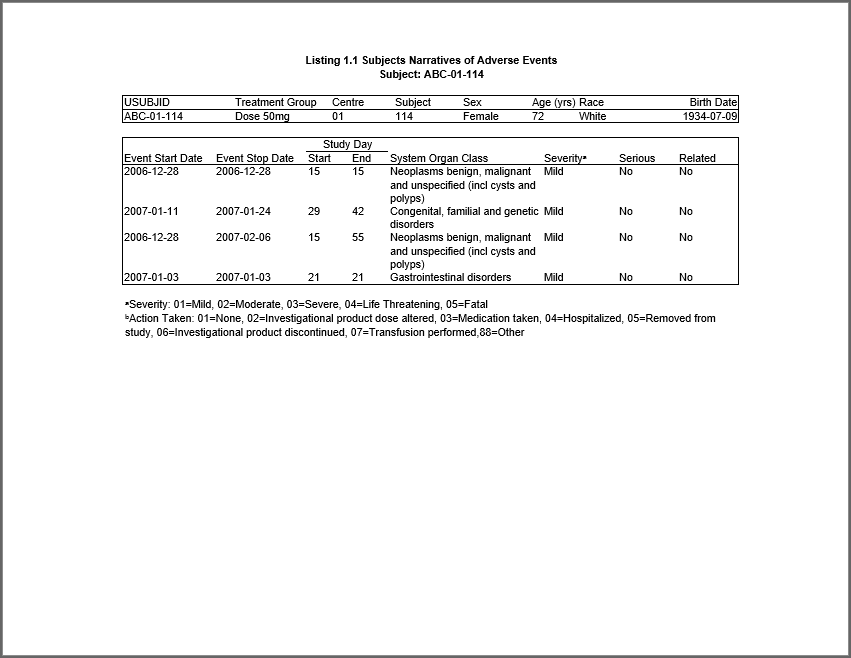 Listing 1.1 Subjects Narratives of Adverse Events
Subject: ABC-01-114
USUBJID Treatment Group Centre Subject Sex Age (yrs) Race Birth Date
ABC-01-114 Dose 50mg 01 114 Female 72 White 1934-07-09
Study Day
Event Start Date Event Stop Date Start End System Organ Class Severityᵃ Serious Related
2006-12-28 2006-12-28 15 15 Neoplasms benign, malignant Mild No No
and unspecified (incl cysts and
polyps)
2007-01-11 2007-01-24 29 42 Congenital, familial and genetic Mild No No
disorders
2006-12-28 2007-02-06 15 55 Neoplasms benign, malignant Mild No No
and unspecified (incl cysts and
polyps)
2007-01-03 2007-01-03 21 21 Gastrointestinal disorders Mild No No
ᵃSeverity: 01=Mild, 02=Moderate, 03=Severe, 04=Life Threatening, 05=Fatal
ᵇAction Taken: 01=None, 02=Investigational product dose altered, 03=Medication taken, 04=Hospitalized, 05=Removed from
study, 06=Investigational product discontinued, 07=Transfusion performed,88=Other